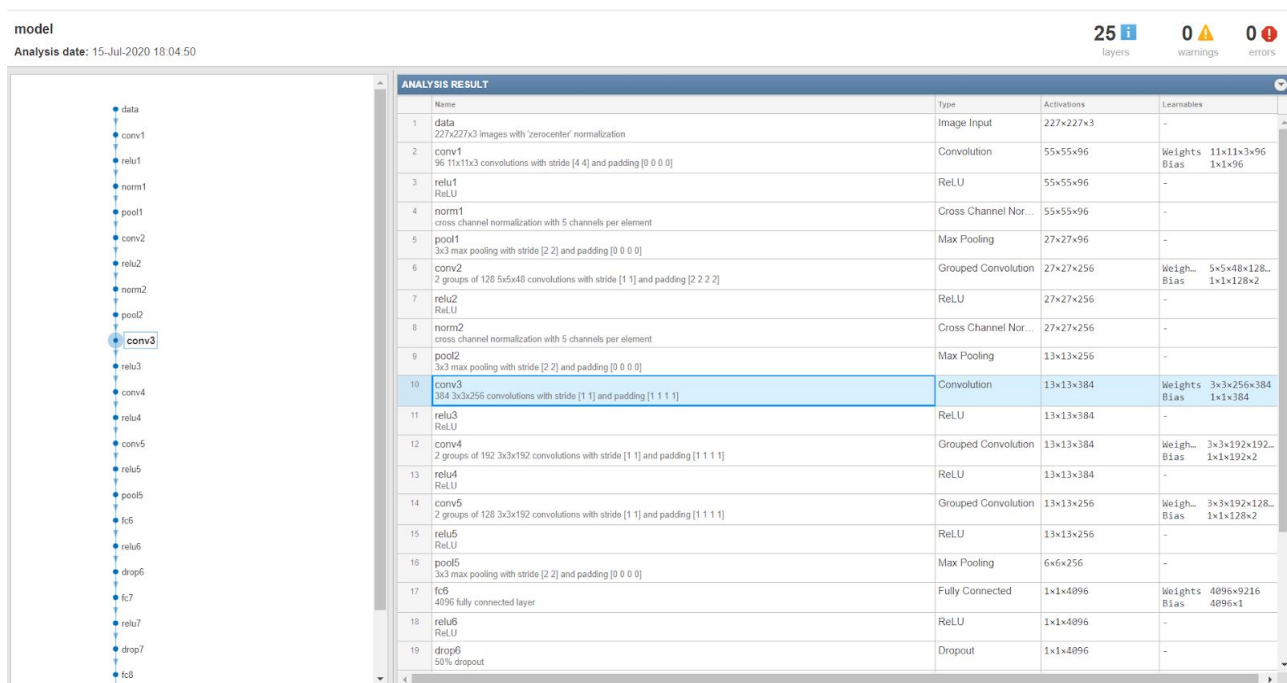 model
Analysis date: 15-Jul-2020 18:04:50
25 i
layers
0
warnings
0
errors
data
conv1
relu1
norm1
pool1
conv2
relu2
norm2
pool2
conv3
relu3
conv4
relu4
conv5
relu5
pool5
fc6
relu6
drop6
fc7
relu7
drop7
fc8
ANALYSIS RESULT
Name Type Activations Learnables
1 data Image Input 227×227×3 -
227x227x3 images with 'zerocenter' normalization
2 conv1 Convolution 55×55×96 Weights 11×11×3×96
96 11x11x3 convolutions with stride [4 4] and padding [0 0 0 0] Bias 1×1×96
3 relu1 ReLU 55×55×96 -
ReLU
4 norm1 Cross Channel Nor... 55×55×96 -
cross channel normalization with 5 channels per element
5 pool1 Max Pooling 27×27×96 -
3x3 max pooling with stride [2 2] and padding [0 0 0 0]
6 conv2 Grouped Convolution 27×27×256 Weigh… 5×5×48×128…
2 groups of 128 5x5x48 convolutions with stride [1 1] and padding [2 2 2 2] Bias 1×1×128×2
7 relu2 ReLU 27×27×256 -
ReLU
8 norm2 Cross Channel Nor... 27×27×256 -
cross channel normalization with 5 channels per element
9 pool2 Max Pooling 13×13×256 -
3x3 max pooling with stride [2 2] and padding [0 0 0 0]
10 conv3 Convolution 13×13×384 Weights 3×3×256×384
384 3x3x256 convolutions with stride [1 1] and padding [1 1 1 1] Bias 1×1×384
11 relu3 ReLU 13×13×384 -
ReLU
12 conv4 Grouped Convolution 13×13×384 Weigh… 3×3×192×192…
2 groups of 192 3x3x192 convolutions with stride [1 1] and padding [1 1 1 1] Bias 1×1×192×2
13 relu4 ReLU 13×13×384 -
ReLU
14 conv5 Grouped Convolution 13×13×256 Weigh… 3×3×192×128…
2 groups of 128 3x3x192 convolutions with stride [1 1] and padding [1 1 1 1] Bias 1×1×128×2
15 relu5 ReLU 13×13×256 -
ReLU
16 pool5 Max Pooling 6×6×256 -
3x3 max pooling with stride [2 2] and padding [0 0 0 0]
17 fc6 Fully Connected 1×1×4096 Weights 4096×9216
4096 fully connected layer Bias 4096×1
18 relu6 ReLU 1×1×4096 -
ReLU
19 drop6 Dropout 1×1×4096 -
50% dropout